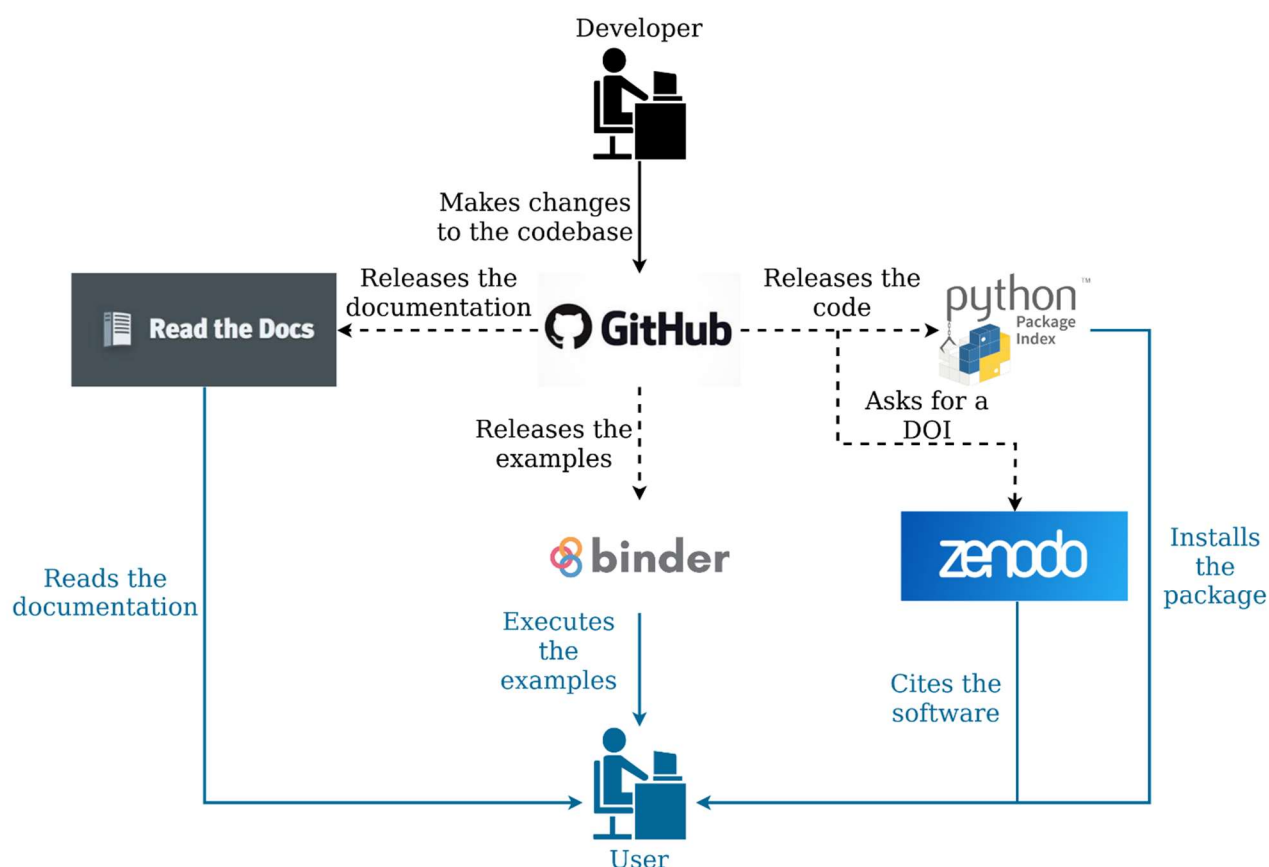 Developer
Makes changes
to the codebase
Releases the
documentation
Releases the
code
Read the Docs
GitHub
python™
Package
Index
Asks for a
DOI
Releases the
examples
binder
zenodo
Installs
the
package
Reads the
documentation
Executes
the
examples
Cites the
software
User